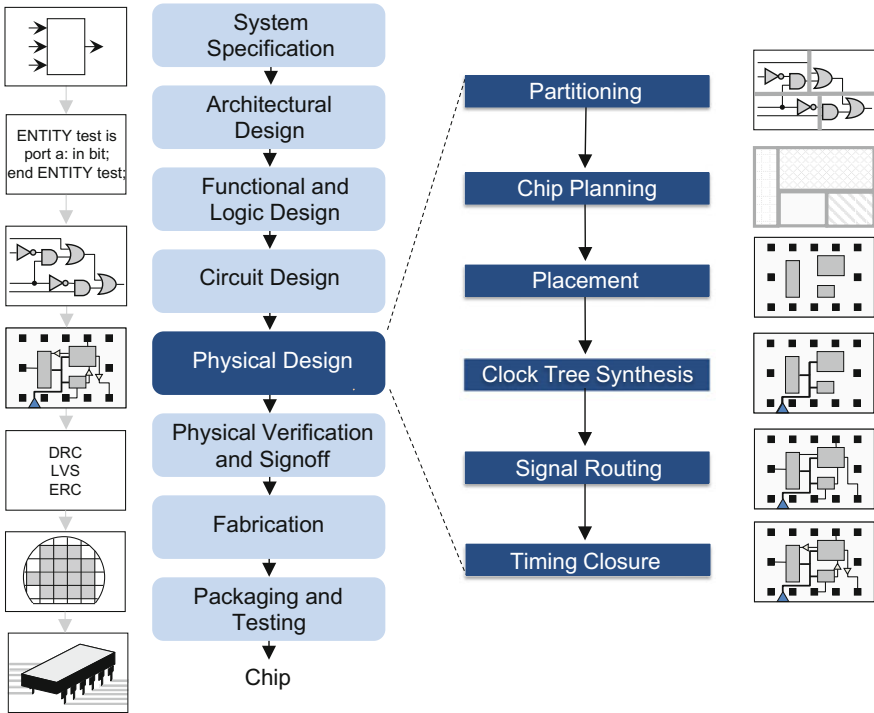 ENTITY test is
port a: in bit;
end ENTITY test;
DRC
LVS
ERC
System
Specification
Architectural
Design
Functional and
Logic Design
Circuit Design
Physical Design
Physical Verification
and Signoff
Fabrication
Packaging and
Testing
Chip
Partitioning
Chip Planning
Placement
Clock Tree Synthesis
Signal Routing
Timing Closure